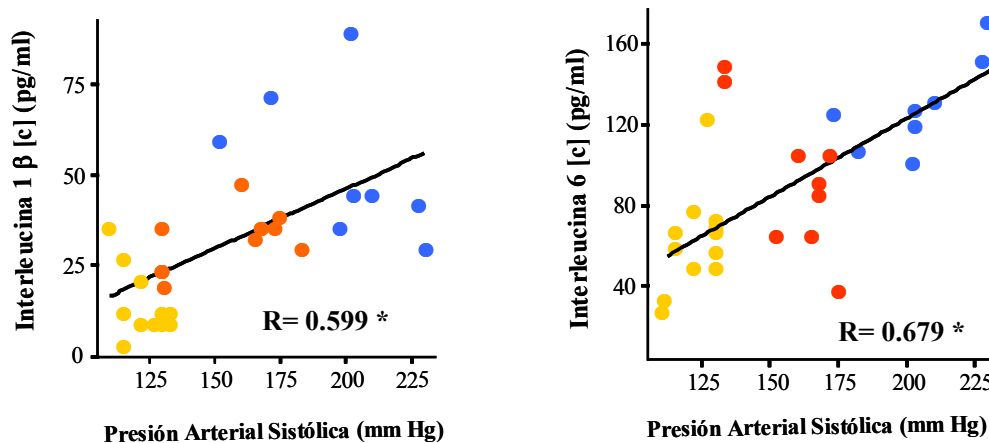 Interleucina 1 β [c] (pg/ml)
75
50
25
0
R= 0.599 *
125 150 175 200 225
Presión Arterial Sistólica (mm Hg)
Interleucina 6 [c] (pg/ml)
160
120
80
40
R= 0.679 *
125 150 175 200 225
Presión Arterial Sistólica (mm Hg)